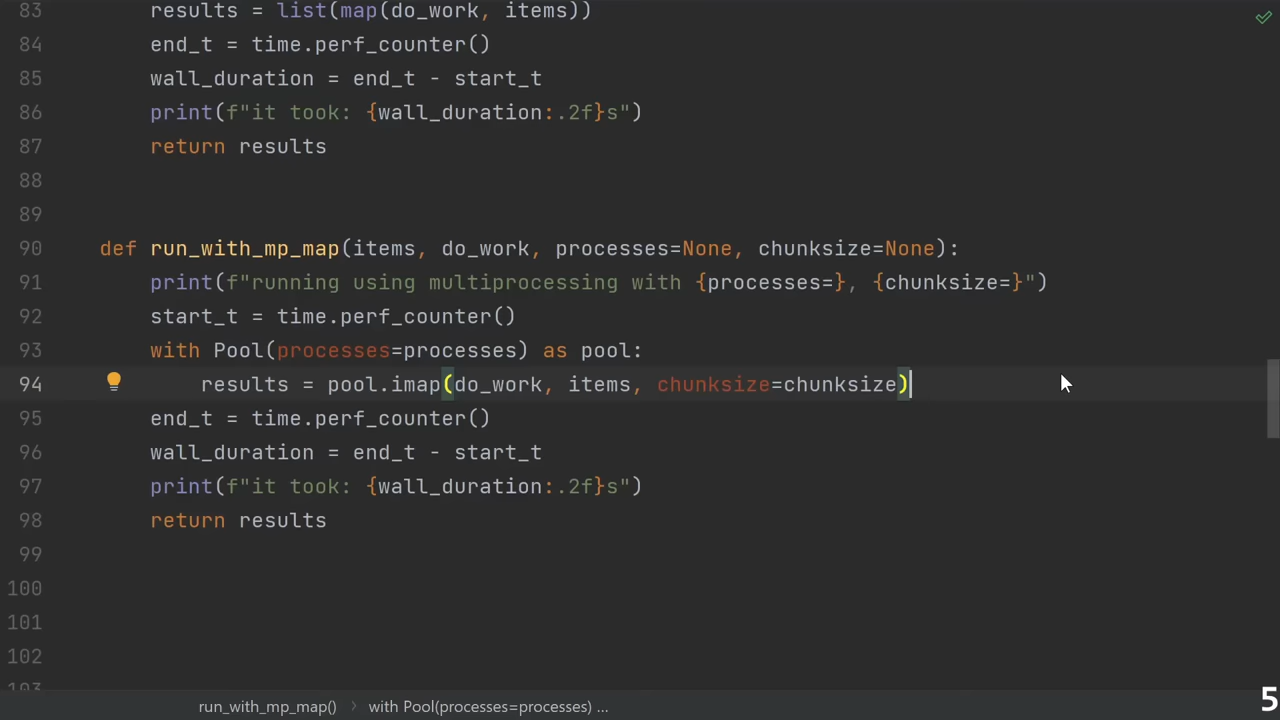 83 results = list(map(do_work, items))
84 end_t = time.perf_counter()
85 wall_duration = end_t - start_t
86 print(f"it took: {wall_duration:.2f}s")
87 return results
88
89
90 def run_with_mp_map(items, do_work, processes=None, chunksize=None):
91 print(f"running using multiprocessing with {processes=}, {chunksize=}")
92 start_t = time.perf_counter()
93 with Pool(processes=processes) as pool:
94 results = pool.imap(do_work, items, chunksize=chunksize)
95 end_t = time.perf_counter()
96 wall_duration = end_t - start_t
97 print(f"it took: {wall_duration:.2f}s")
98 return results
99
100
101
102
103
run_with_mp_map() › with Pool(processes=processes) ...
5